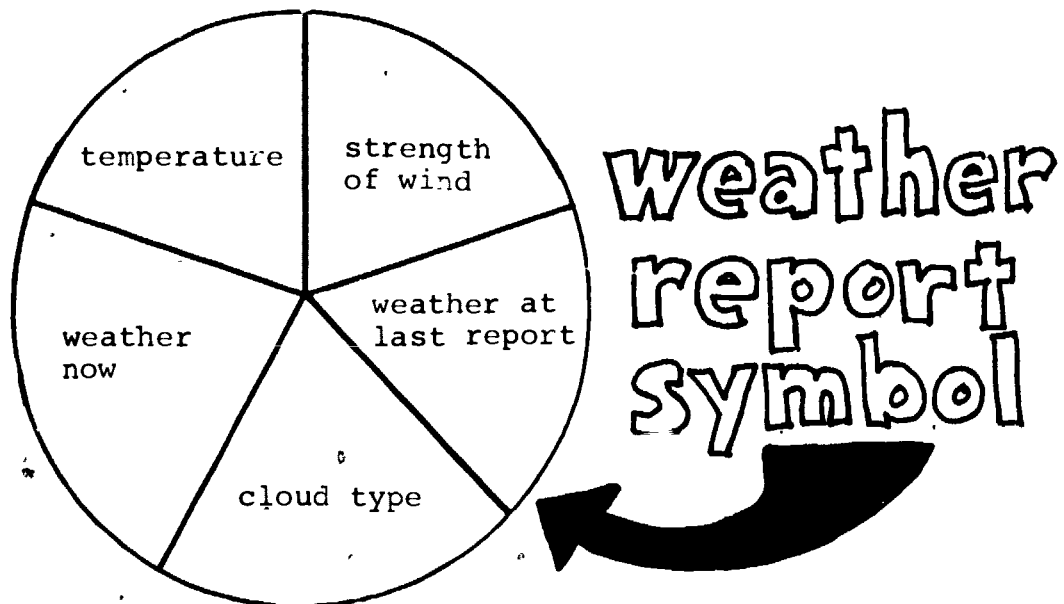 temperature
strength
of wind
weather at
last report
weather
now
cloud type
weather
report
symbol